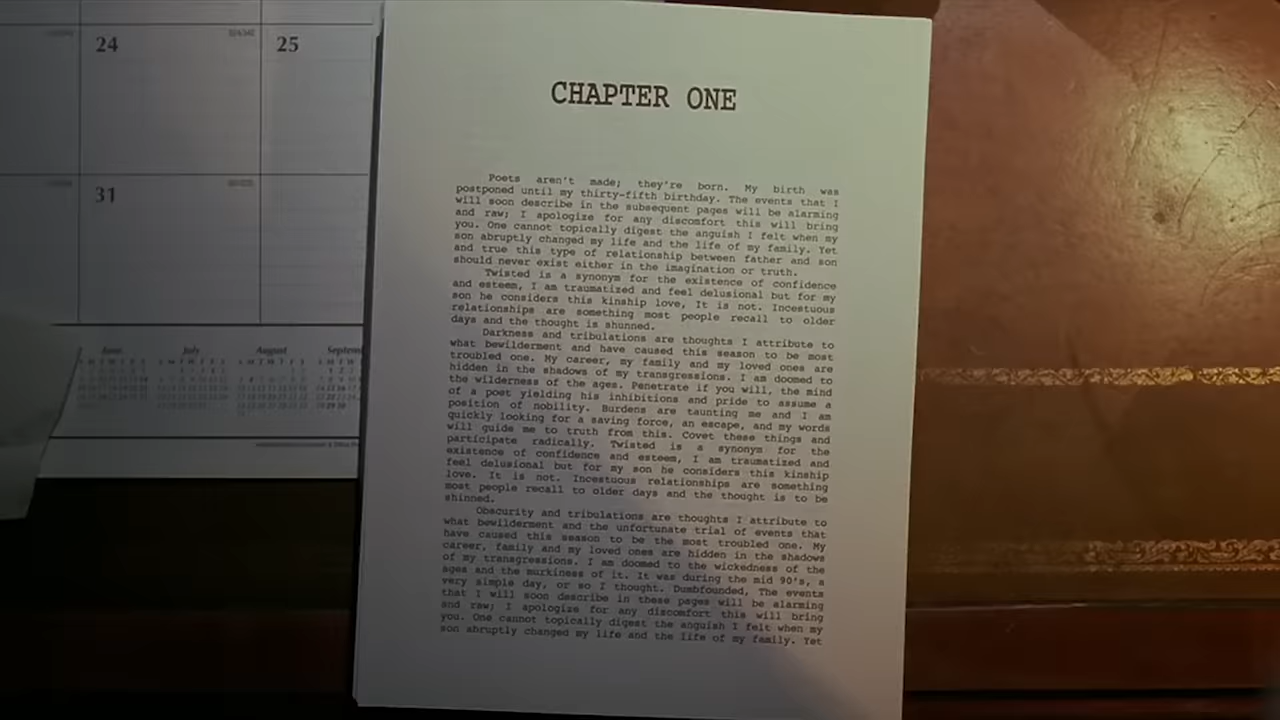 24
25
31
June
July
August
CHAPTER ONE
Poets aren't made; they're born. My birth was
postponed until my thirty-fifth birthday. The events that I
will soon describe in the subsequent pages will be alarming
and raw; I apologize for any discomfort this will bring
you. One cannot topically digest the anguish I felt when my
son abruptly changed my life and the life of my family. Yet
and true this type of relationship between father and son
should never exist either in the imagination or truth.
Twisted is a synonym for the existence of confidence
and esteem, I am traumatized and feel delusional but for my
son he considers this kinship love, It is not. Incestuous
relationships are something most people recall to older
days and the thought is shunned.
Darkness and tribulations are thoughts I attribute to
what bewilderment and have caused this season to be most
troubled one. My career, my family and my loved ones are
hidden in the shadows of my transgressions. I am doomed to
the wilderness of the ages. Penetrate if you will, the mind
of a poet yielding his inhibitions and pride to assume a
position of nobility. Burdens are taunting me and I am
quickly looking for a saving force, an escape, and my words
will guide me to truth from this. Covet these things and
participate radically. Twisted is a synonym for the
existence of confidence and esteem, I am traumatized and
feel delusional but for my son he considers this kinship
love. It is not. Incestuous relationships are something
most people recall to older days and the thought is to be
shinned.
Obscurity and tribulations are thoughts I attribute to
what bewilderment and the unfortunate trial of events that
have caused this season to be the most troubled one. My
career, family and my loved ones are hidden in the shadows
of my transgressions. I am doomed to the wickedness of the
ages and the murkiness of it. It was during the mid 90's, a
very simple day, or so I thought. Dumbfounded, The events
that I will soon describe in these pages will be alarming
and raw; I apologize for any discomfort this will bring
you. One cannot topically digest the anguish I felt when my
son abruptly changed my life and the life of my family. Yet